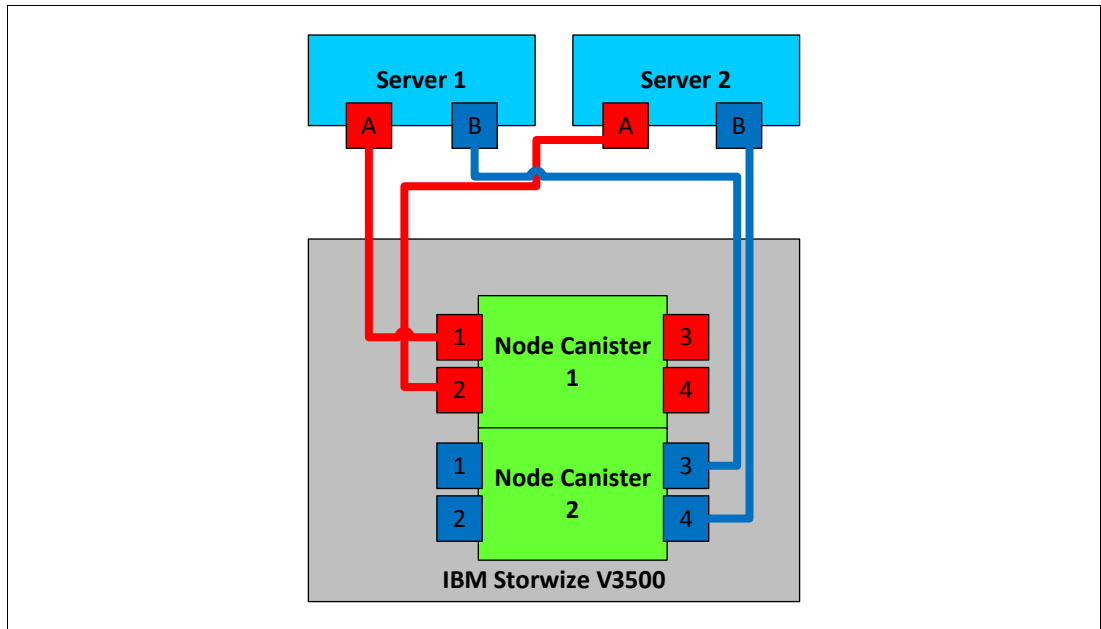 Server 1
Server 2
A
B
A
B
1
Node Canister
1
3
2
4
1
Node Canister
2
3
2
4
IBM Storwize V3500